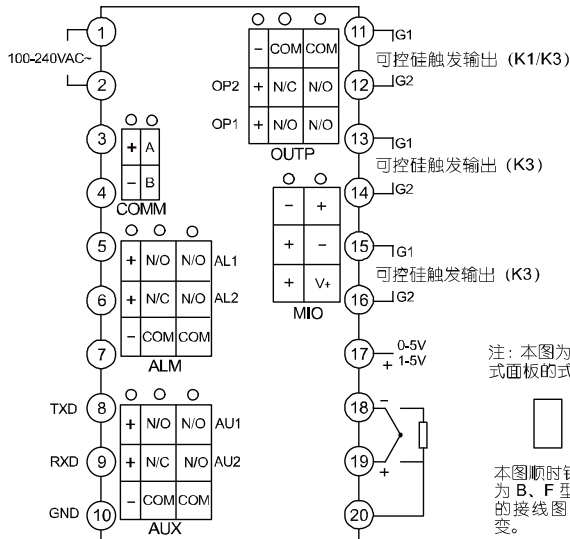 100-240VAC~
1
2
3
4
5
6
7
TXD 8
RXD 9
GND 10
+ A
- B
COMM
+ N/O N/O AL1
+ N/C N/O AL2
- COM COM
ALM
+ N/O N/O AU1
+ N/C N/O AU2
- COM COM
AUX
- COM COM
OP2 + N/C N/O
OP1 + N/O N/O
OUTP
- +
+ -
+ V+
MIO
11 G1
可控硅触发输出 (K1/K3)
12 G2
13 G1
可控硅触发输出 (K3)
14 G2
15 G1
可控硅触发输出 (K3)
16 G2
17 0-5V
+ 1-5V
18 -
19 +
20
注：本图为
式面板的式
本图顺时针
为 B、F 型
的接线图
变。